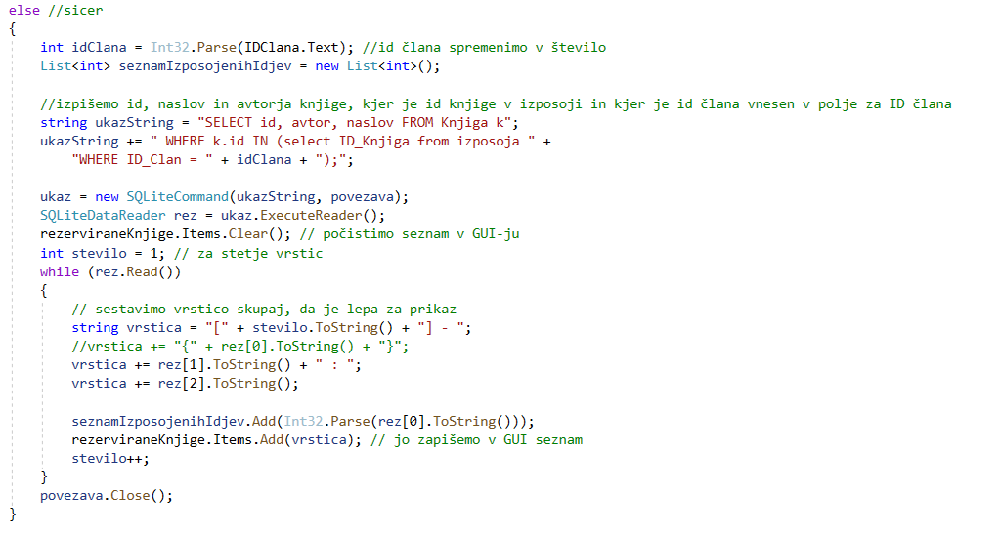 else //sicer
{
int idClana = Int32.Parse(IDClana.Text); //id člana spremenimo v število
List<int> seznamIzposojenihIdjev = new List<int>();
//izpišemo id, naslov in avtorja knjige, kjer je id knjige v izposoji in kjer je id člana vnesen v polje za ID člana
string ukazString = "SELECT id, avtor, naslov FROM Knjiga k";
ukazString += " WHERE k.id IN (select ID_Knjiga from izposoja " +
"WHERE ID_Clan = " + idClana + ");";
ukaz = new SQLiteCommand(ukazString, povezava);
SQLiteDataReader rez = ukaz.ExecuteReader();
rezerviraneKnjige.Items.Clear(); // počistimo seznam v GUI-ju
int stevilo = 1; // za stetje vrstic
while (rez.Read())
{
// sestavimo vrstico skupaj, da je lepa za prikaz
string vrstica = "[" + stevilo.ToString() + "] - ";
//vrstica += "{" + rez[0].ToString() + "}";
vrstica += rez[1].ToString() + " : ";
vrstica += rez[2].ToString();
seznamIzposojenihIdjev.Add(Int32.Parse(rez[0].ToString()));
rezerviraneKnjige.Items.Add(vrstica); // jo zapišemo v GUI seznam
stevilo++;
}
povezava.Close();
}